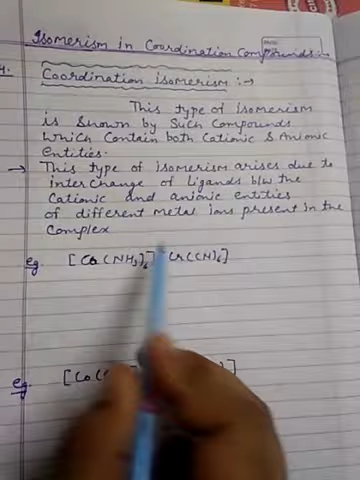 Isomerism in Coordination Compounds:→
Coordination isomerism:→
This type of isomerism
is shown by such compounds
which contain both cationic & anionic
entities.
→ This type of isomerism arises due to
interchange of ligands b/w the
cationic and anionic entities
of different metal ions present in the
complex
eg. [Co(NH3)6] [Cr(CN)6]
eg. [Co(